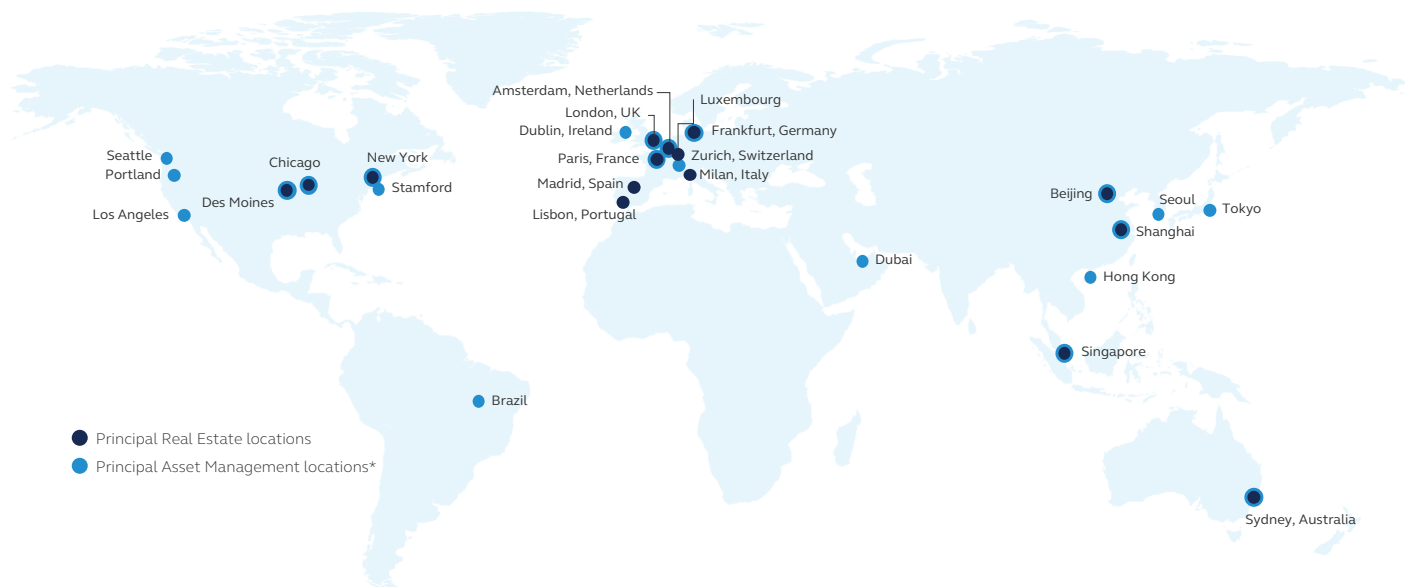 Amsterdam, Netherlands
Luxembourg
London, UK
Dublin, Ireland
Frankfurt, Germany
Seattle
Chicago
New York
Paris, France
Zurich, Switzerland
Portland
Stamford
Madrid, Spain
Milan, Italy
Des Moines
Los Angeles
Lisbon, Portugal
Beijing
Seoul
Tokyo
Shanghai
Dubai
Hong Kong
Singapore
Brazil
Principal Real Estate locations
Principal Asset Management locations*
Sydney, Australia